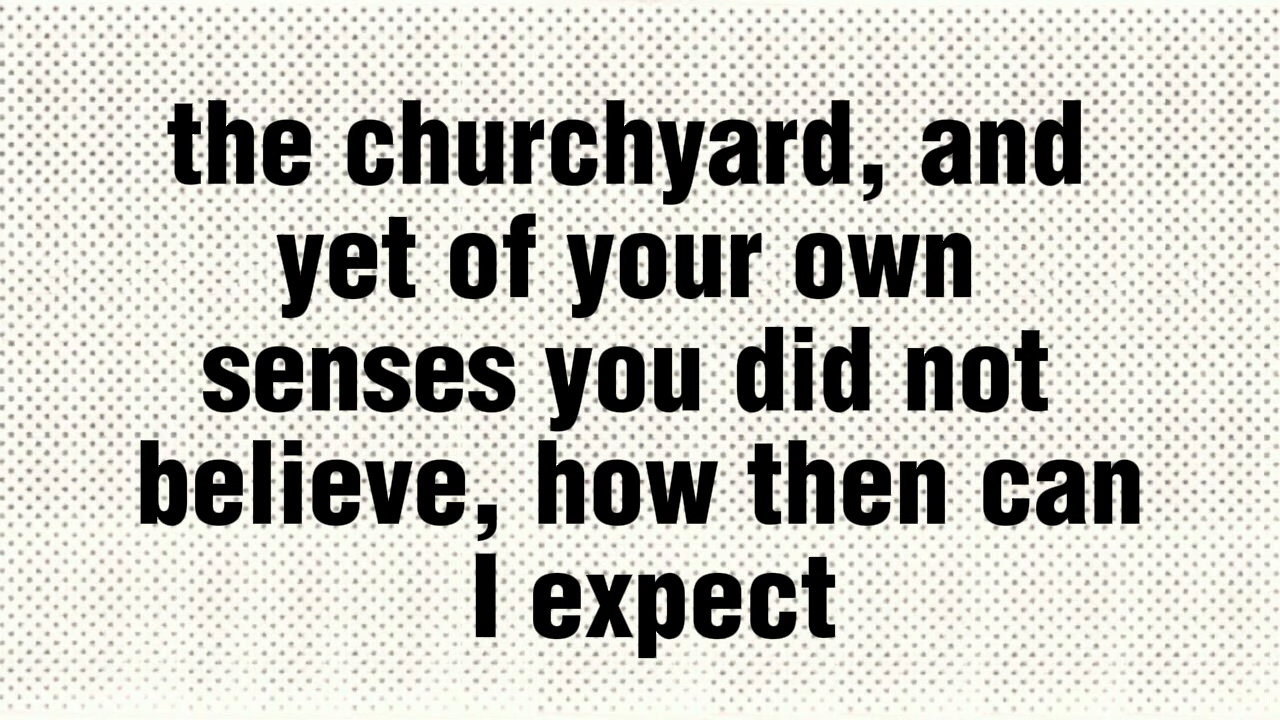 the churchyard, and
yet of your own
senses you did not
believe, how then can
I expect